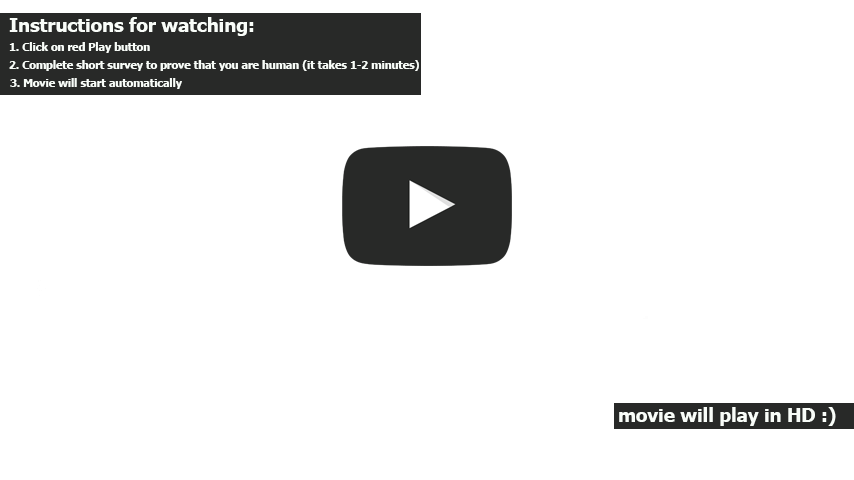 Instructions for watching:
1. Click on red Play button
2. Complete short survey to prove that you are human (it takes 1-2 minutes)
3. Movie will start automatically
movie will play in HD :)